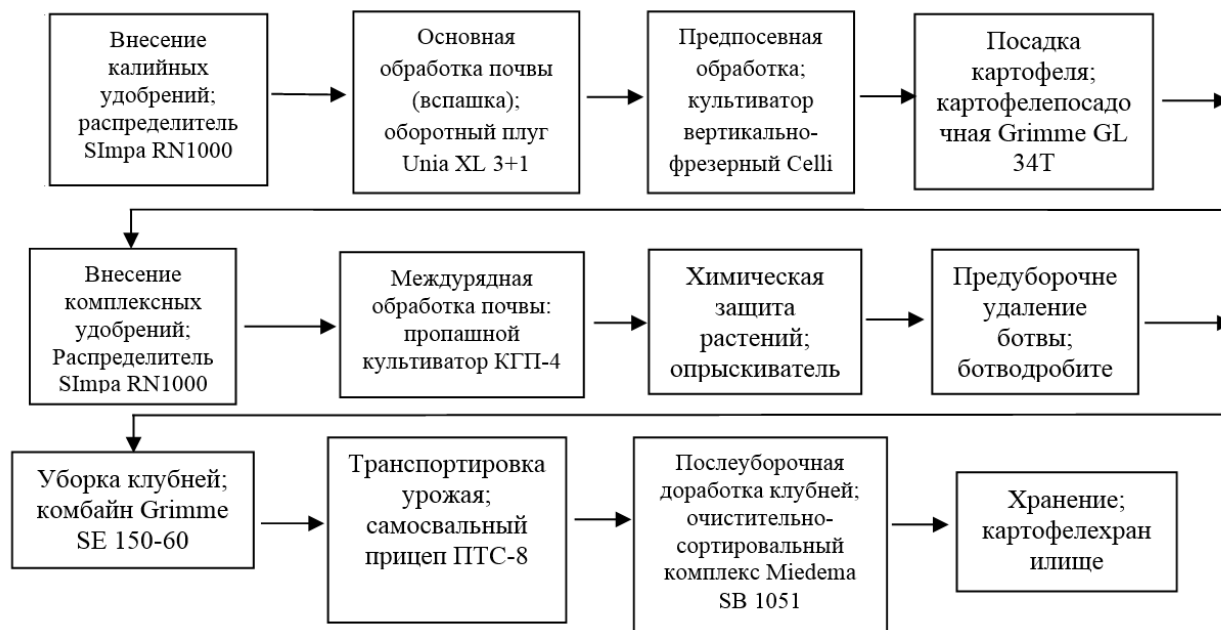 Внесение
калийных
удобрений;
распределитель
SImpa RN1000
Основная
обработка почвы
(вспашка);
оборотный плуг
Unia XL 3+1
Предпосевная
обработка;
культиватор
вертикально-
фрезерный Celli
Посадка
картофеля;
картофелепосадо
чная Grimme GL
34T
Внесение
комплексных
удобрений;
Распределитель
SImpa RN1000
Междурядная
обработка почвы:
пропашной
культиватор КГП-4
Химическая
защита
растений;
опрыскиватель
Предуборочне
удаление
ботвы;
ботводробите
Уборка клубней;
комбайн Grimme
SE 150-60
Транспортировка
урожая;
самосвальный
прицеп ПТС-8
Послеуборочная
доработка клубней;
очистительно-
сортировальный
комплекс Miedema
SB 1051
Хранение;
картофелехран
илище